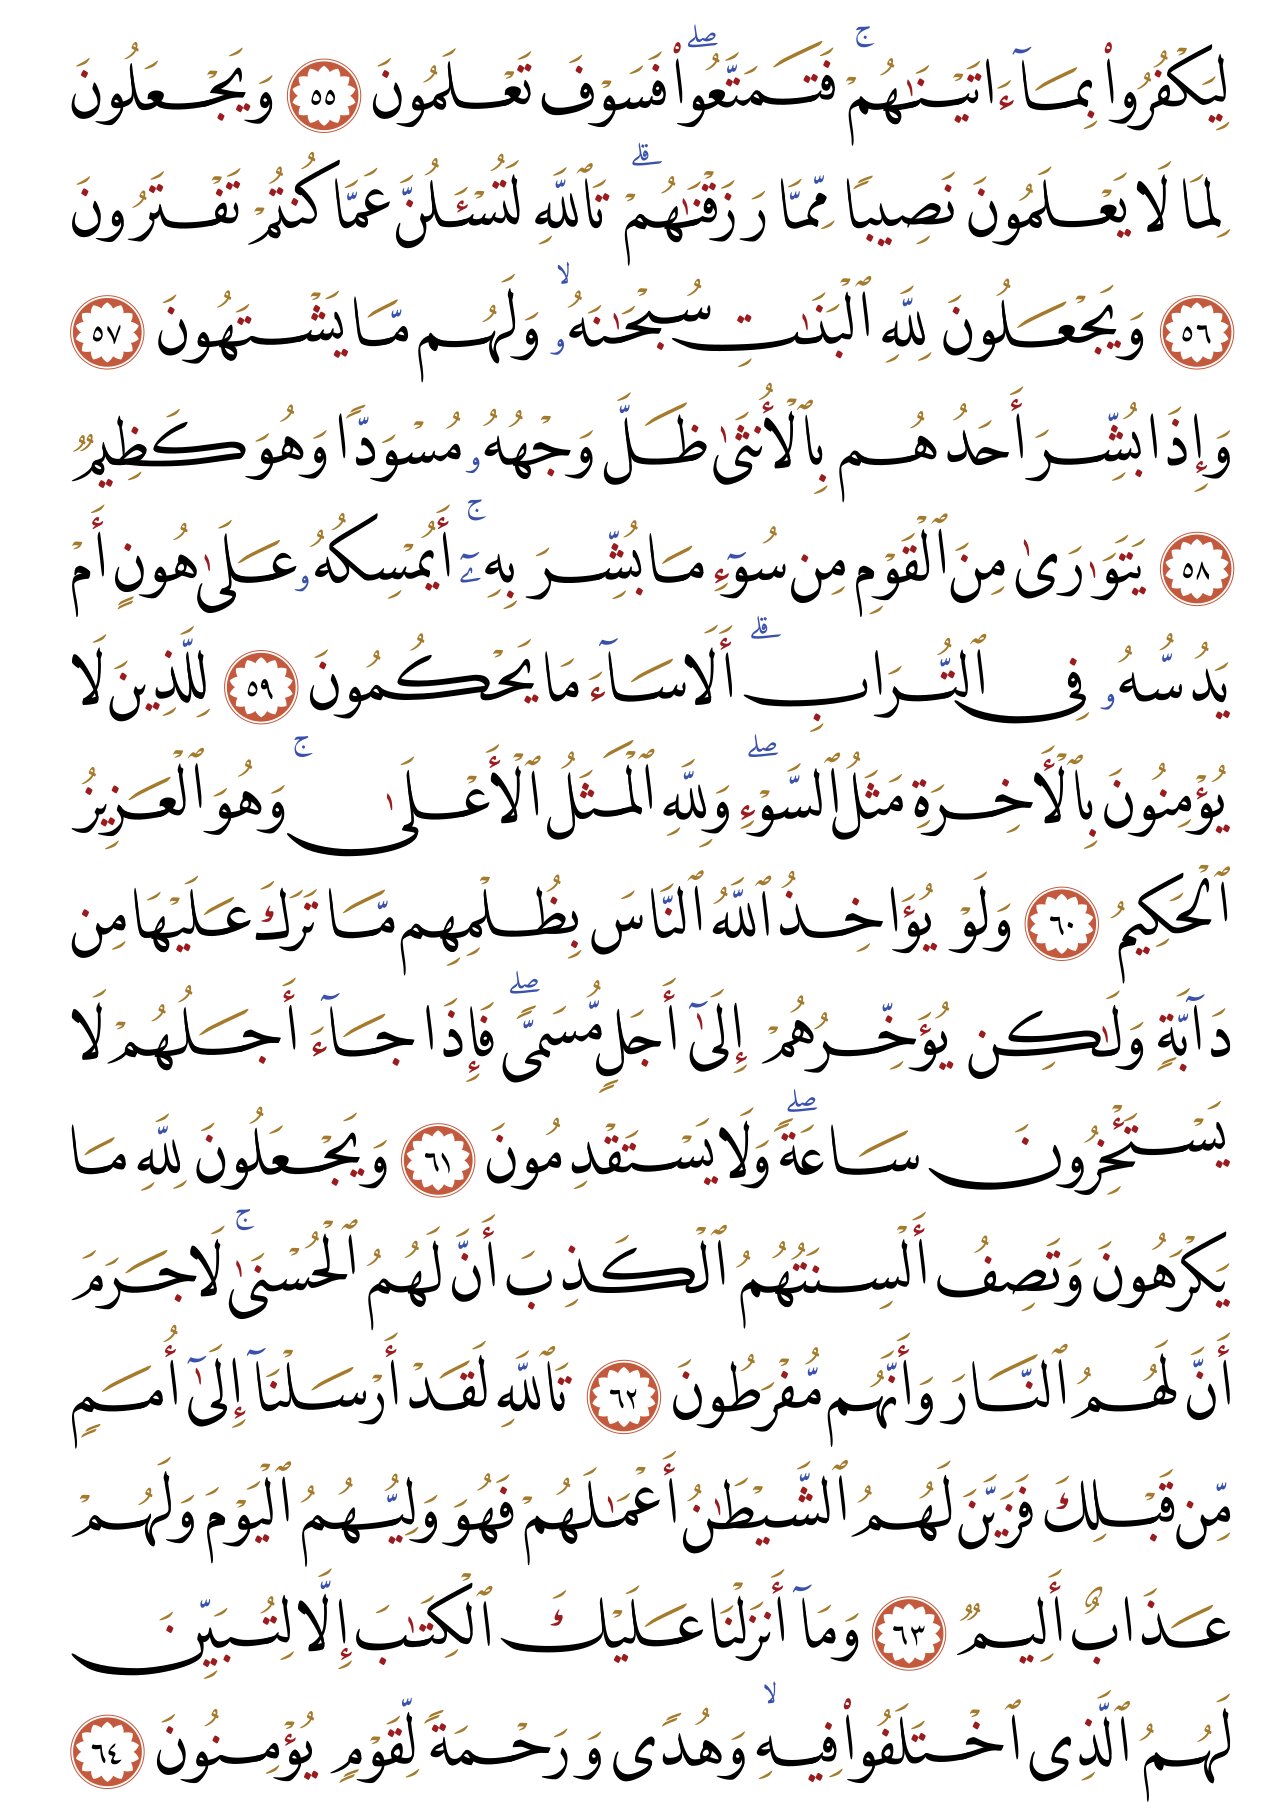 لِيَكْفُرُوا۟ بِمَآ ءَاتَيْنَـٰهُمْ ۚ فَتَمَتَّعُوا۟ ۖ فَسَوْفَ تَعْلَمُونَ ٥٥ وَيَجْعَلُونَ
لِمَا لَا يَعْلَمُونَ نَصِيبًا مِّمَّا رَزَقْنَـٰهُمْ ۗ تَٱللَّهِ لَتُسْـَٔلُنَّ عَمَّا كُنتُمْ تَفْتَرُونَ
٥٦ وَيَجْعَلُونَ لِلَّهِ ٱلْبَنَـٰتِ سُبْحَـٰنَهُۥ ۙ وَلَهُم مَّا يَشْتَهُونَ ٥٧
وَإِذَا بُشِّرَ أَحَدُهُم بِٱلْأُنثَىٰ ظَلَّ وَجْهُهُۥ مُسْوَدًّا وَهُوَ كَظِيمٌ
٥٨ يَتَوَٰرَىٰ مِنَ ٱلْقَوْمِ مِن سُوٓءِ مَا بُشِّرَ بِهِۦٓ ۚ أَيُمْسِكُهُۥ عَلَىٰ هُونٍ أَمْ
يَدُسُّهُۥ فِى ٱلتُّرَابِ ۗ أَلَا سَآءَ مَا يَحْكُمُونَ ٥٩ لِلَّذِينَ لَا
يُؤْمِنُونَ بِٱلْـَٔاخِرَةِ مَثَلُ ٱلسَّوْءِ ۖ وَلِلَّهِ ٱلْمَثَلُ ٱلْأَعْلَىٰ ۚ وَهُوَ ٱلْعَزِيزُ
ٱلْحَكِيمُ ٦٠ وَلَوْ يُؤَاخِذُ ٱللَّهُ ٱلنَّاسَ بِظُلْمِهِم مَّا تَرَكَ عَلَيْهَا مِن
دَآبَّةٍ وَلَـٰكِن يُؤَخِّرُهُمْ إِلَىٰٓ أَجَلٍ مُّسَمًّى ۖ فَإِذَا جَآءَ أَجَلُهُمْ لَا
يَسْتَـْٔخِرُونَ سَاعَةً ۖ وَلَا يَسْتَقْدِمُونَ ٦١ وَيَجْعَلُونَ لِلَّهِ مَا
يَكْرَهُونَ وَتَصِفُ أَلْسِنَتُهُمُ ٱلْكَذِبَ أَنَّ لَهُمُ ٱلْحُسْنَىٰ ۚ لَا جَرَمَ
أَنَّ لَهُمُ ٱلنَّارَ وَأَنَّهُم مُّفْرَطُونَ ٦٢ تَٱللَّهِ لَقَدْ أَرْسَلْنَآ إِلَىٰٓ أُمَمٍ
مِّن قَبْلِكَ فَزَيَّنَ لَهُمُ ٱلشَّيْطَـٰنُ أَعْمَـٰلَهُمْ فَهُوَ وَلِيُّهُمُ ٱلْيَوْمَ وَلَهُمْ
عَذَابٌ أَلِيمٌ ٦٣ وَمَآ أَنزَلْنَا عَلَيْكَ ٱلْكِتَـٰبَ إِلَّا لِتُبَيِّنَ
لَهُمُ ٱلَّذِى ٱخْتَلَفُوا۟ فِيهِ ۙ وَهُدًى وَرَحْمَةً لِّقَوْمٍ يُؤْمِنُونَ ٦٤